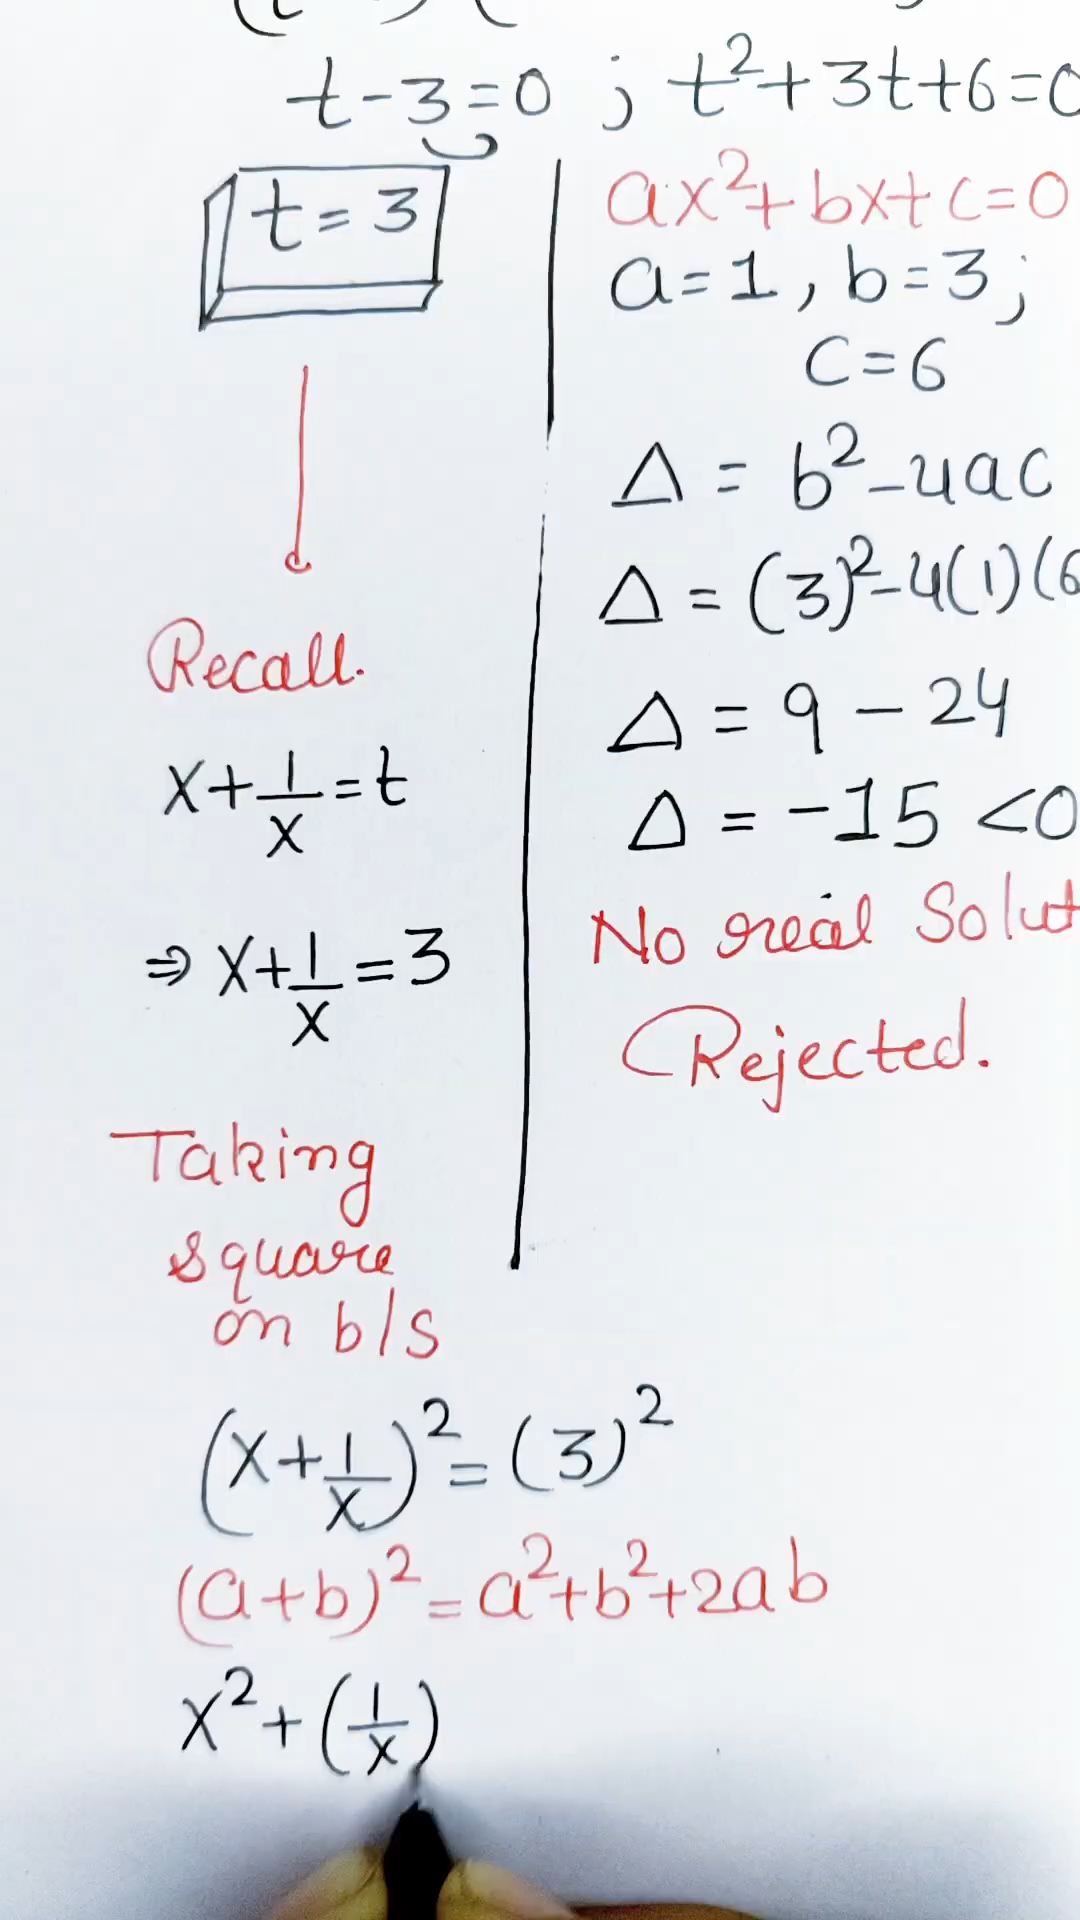 t-3=0 ; t²+3t+6=0
t=3
Recall.
x+1/x=t
⇒ x+1/x=3
Taking
square
on b/s
ax²+bx+c=0
a=1, b=3;
c=6
Δ = b²-4ac
Δ = (3)²-4(1)(6
Δ = 9-24
Δ = -15 <0
No real Solut
Rejected.
(x+1/x)²=(3)²
(a+b)²=a²+b²+2ab
x²+(1/x)